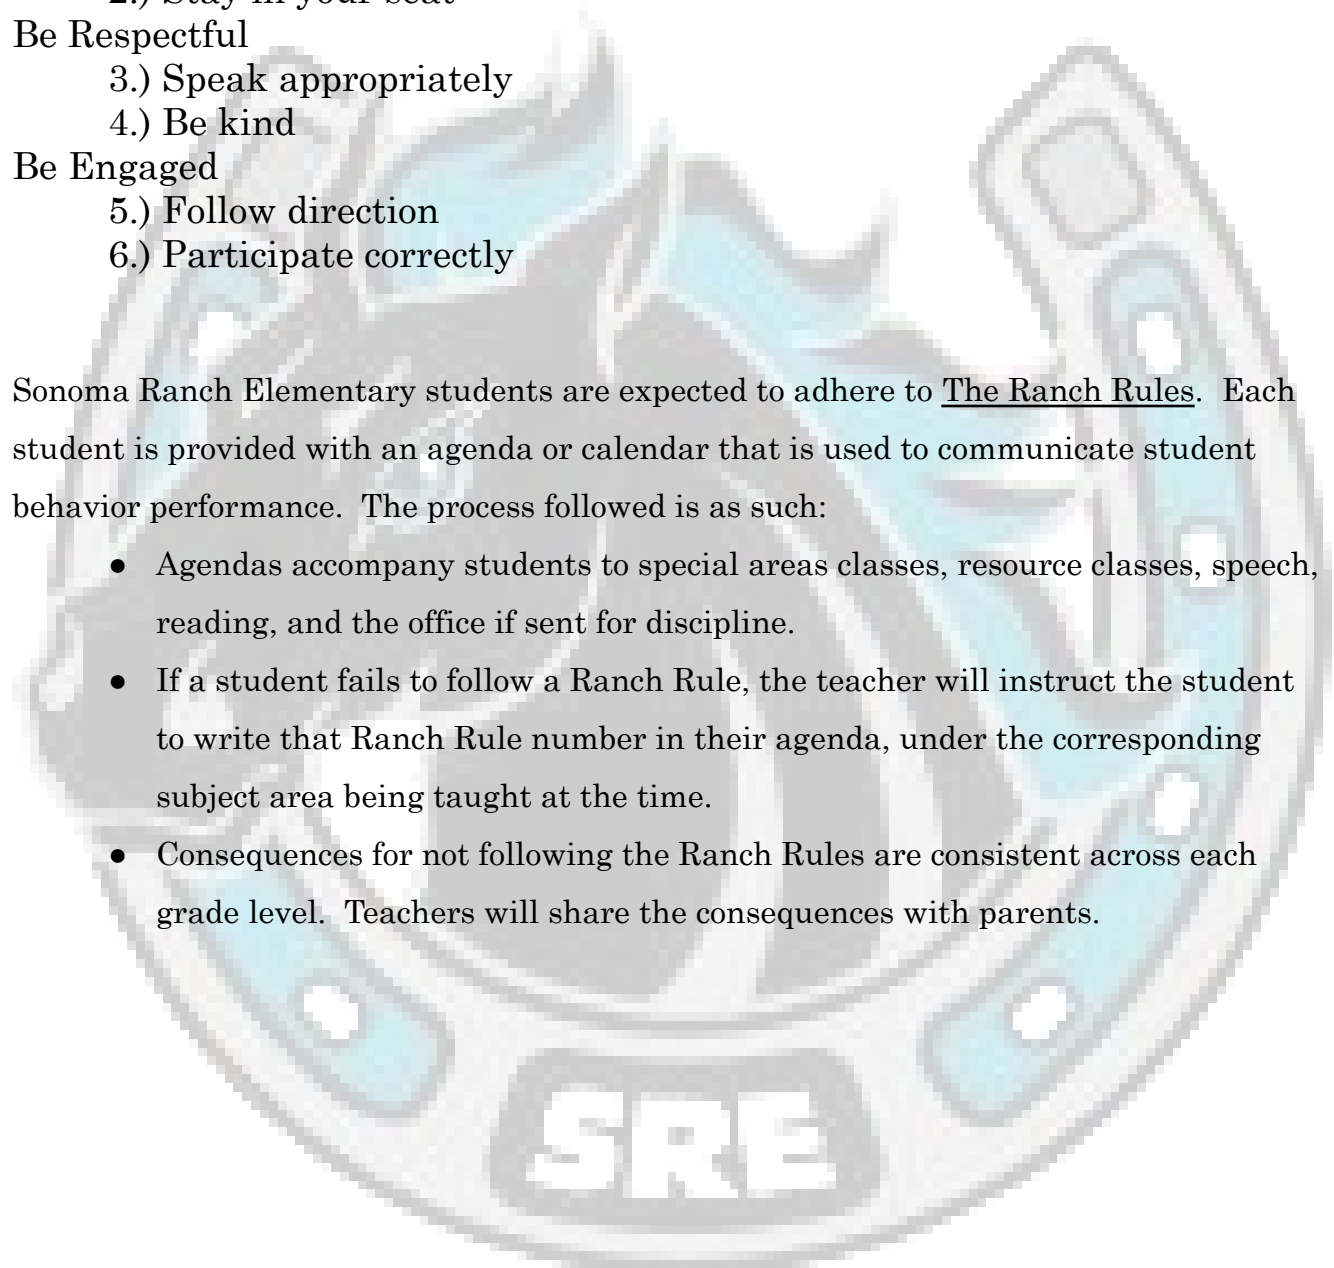 2.) Stay in your seat
Be Respectful
3.) Speak appropriately
4.) Be kind
Be Engaged
5.) Follow direction
6.) Participate correctly
Sonoma Ranch Elementary students are expected to adhere to The Ranch Rules. Each
student is provided with an agenda or calendar that is used to communicate student
behavior performance. The process followed is as such:
● Agendas accompany students to special areas classes, resource classes, speech,
reading, and the office if sent for discipline.
● If a student fails to follow a Ranch Rule, the teacher will instruct the student
to write that Ranch Rule number in their agenda, under the corresponding
subject area being taught at the time.
● Consequences for not following the Ranch Rules are consistent across each
grade level. Teachers will share the consequences with parents.
SRE